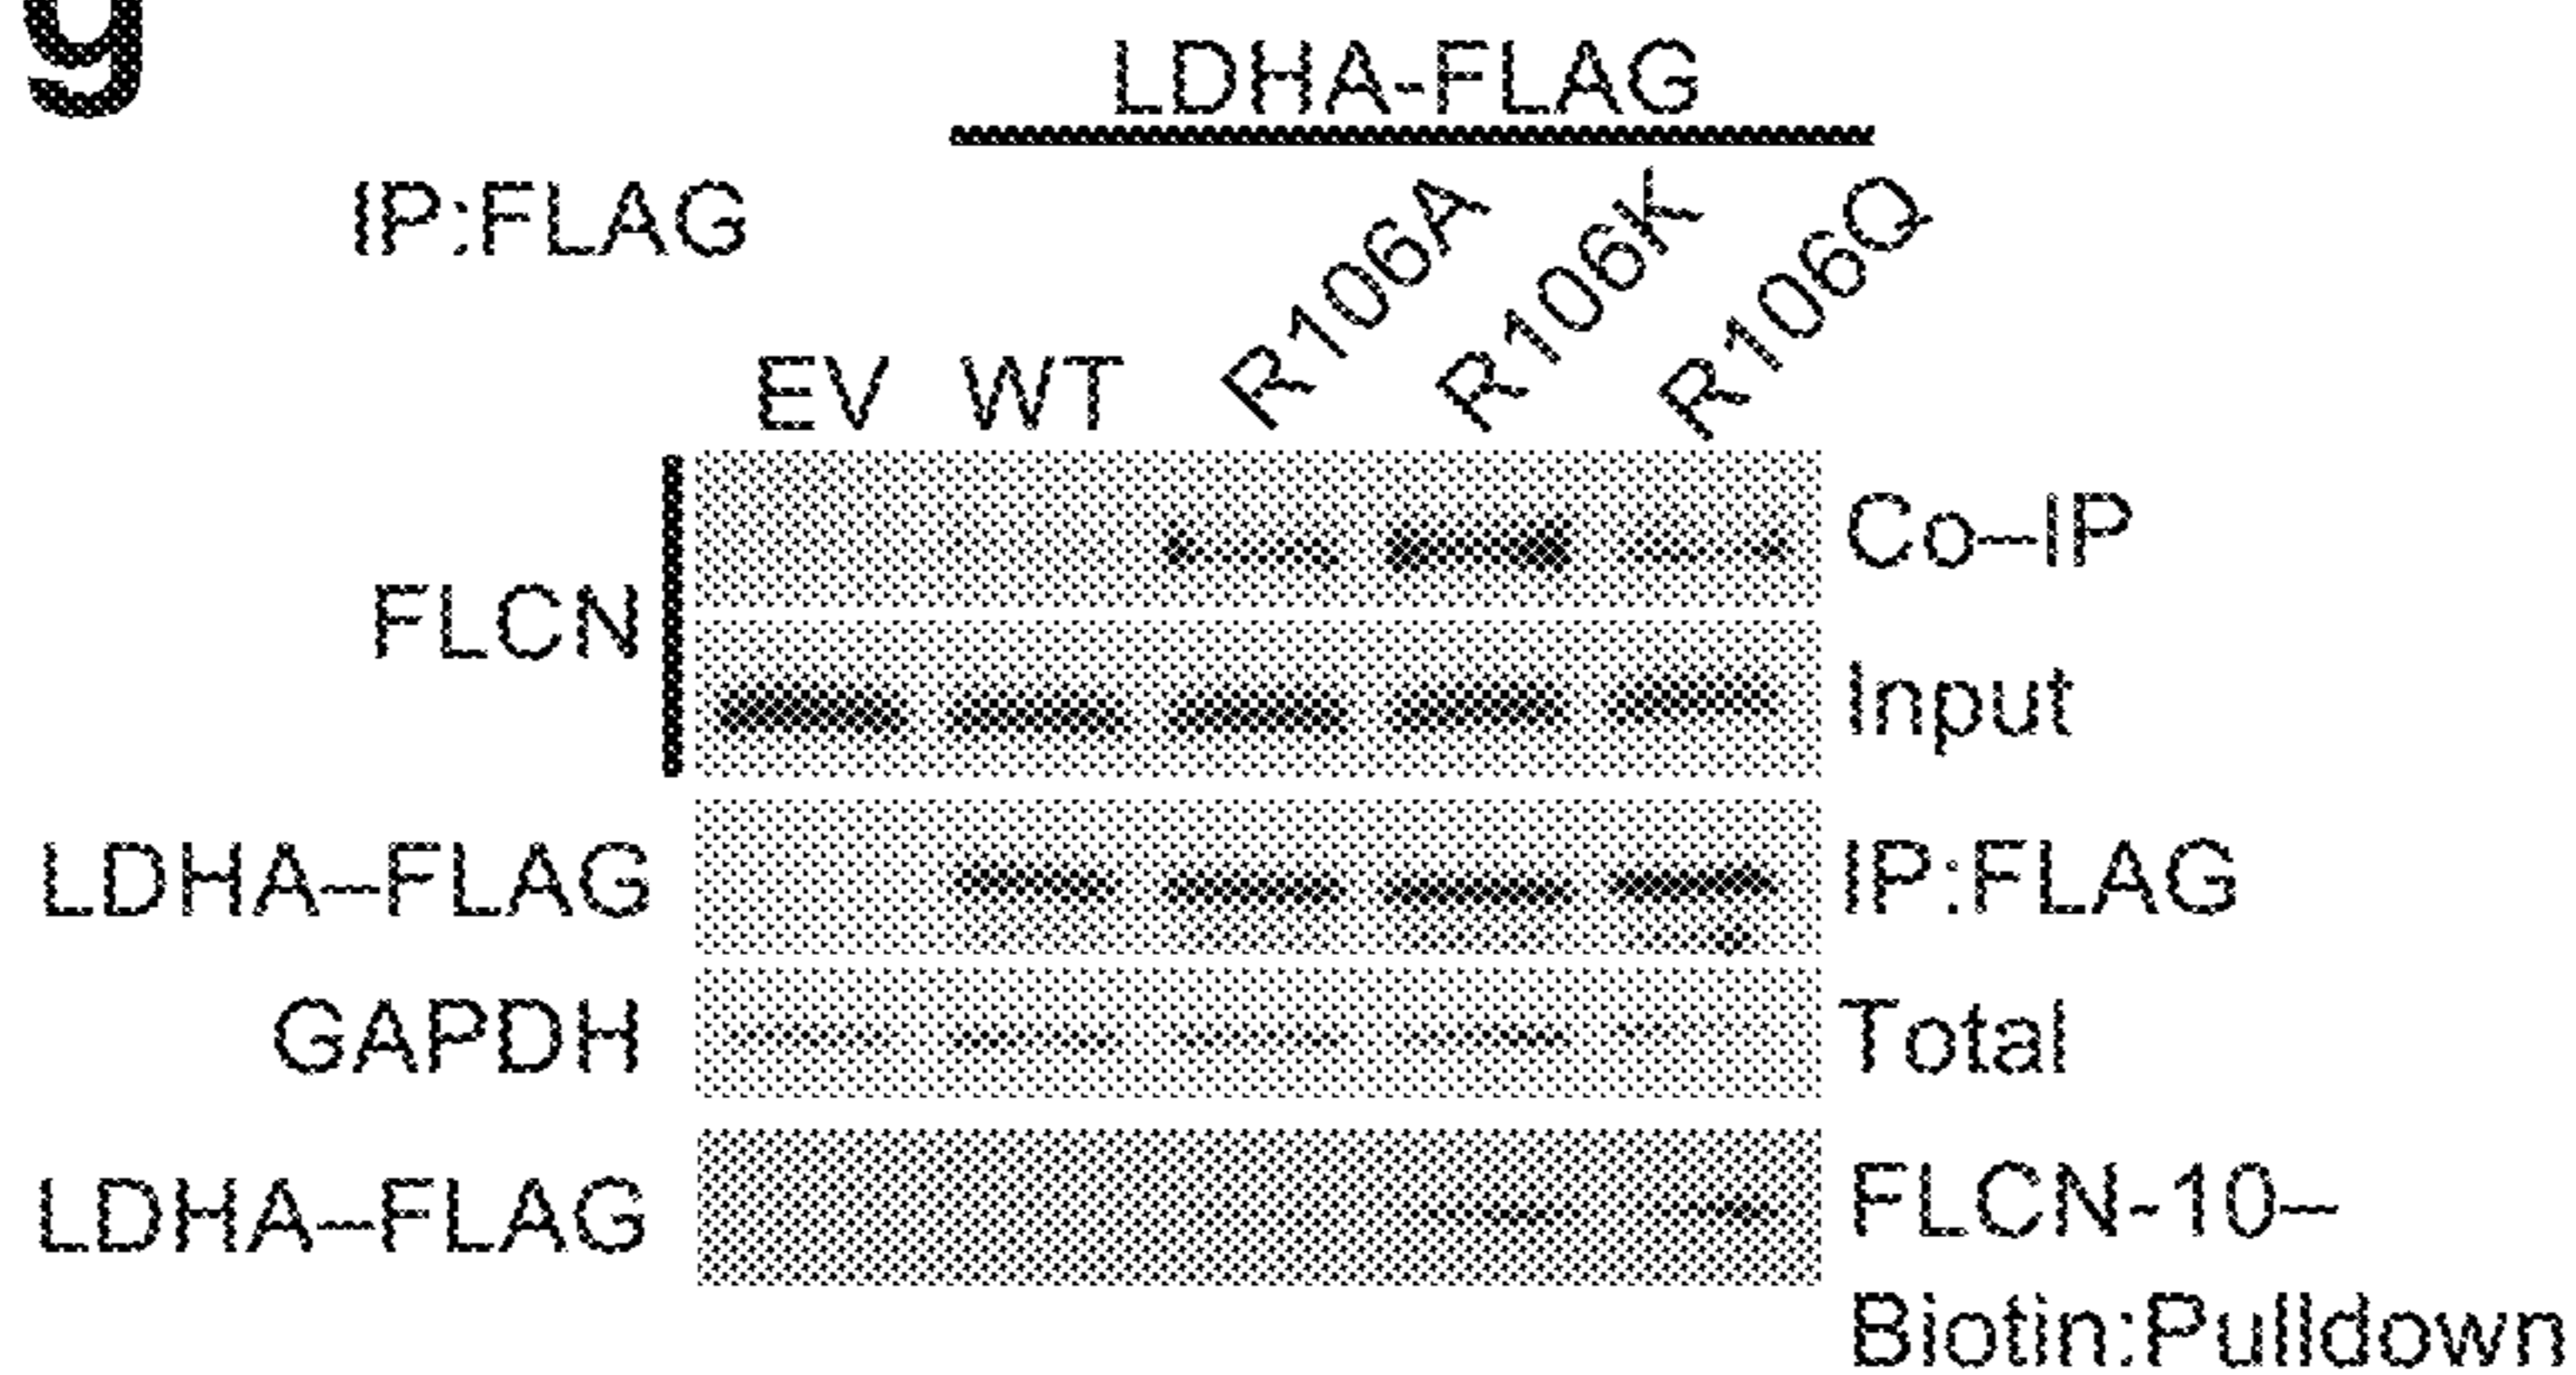 g
LDHA-FLAG
IP:FLAG
EV WT R106A R106K R106Q
FLCN
Co–IP
Input
LDHA–FLAG IP:FLAG
GAPDH Total
LDHA–FLAG FLCN-10–
Biotin:Pulldown